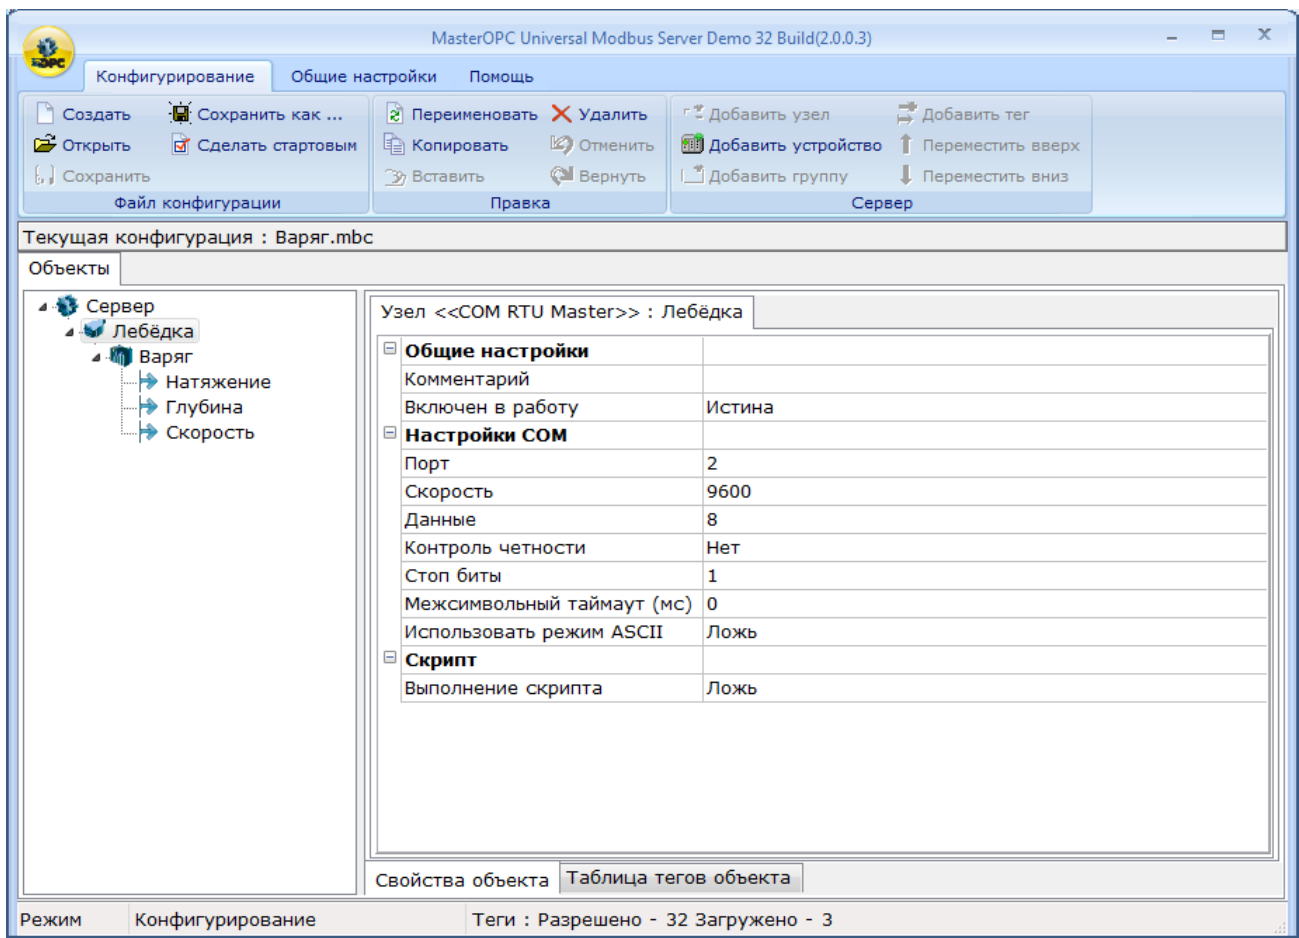 MasterOPC Universal Modbus Server Demo 32 Build(2.0.0.3)
OPC
Конфигурирование Общие настройки Помощь
Создать Сохранить как ... Переименовать Удалить Добавить узел Добавить тег
Открыть Сделать стартовым Копировать Отменить Добавить устройство Переместить вверх
Сохранить Вставить Вернуть Добавить группу Переместить вниз
Файл конфигурации Правка Сервер
Текущая конфигурация : Варяг.mbc
Объекты
Сервер
Лебёдка
Варяг
Натяжение
Глубина
Скорость
Узел <<COM RTU Master>> : Лебёдка
Общие настройки
Комментарий
Включен в работу Истина
Настройки COM
Порт 2
Скорость 9600
Данные 8
Контроль четности Нет
Стоп биты 1
Межсимвольный таймаут (мс) 0
Использовать режим ASCII Ложь
Скрипт
Выполнение скрипта Ложь
Свойства объекта Таблица тегов объекта
Режим Конфигурирование Теги : Разрешено - 32 Загружено - 3